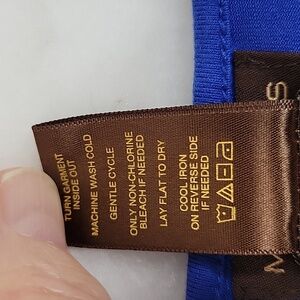 TURN GARMENT
INSIDE OUT
MACHINE WASH COLD
GENTLE CYCLE
ONLY NON-CHLORINE
BLEACH IF NEEDED
LAY FLAT TO DRY
COOL IRON
ON REVERSE SIDE
IF NEEDED